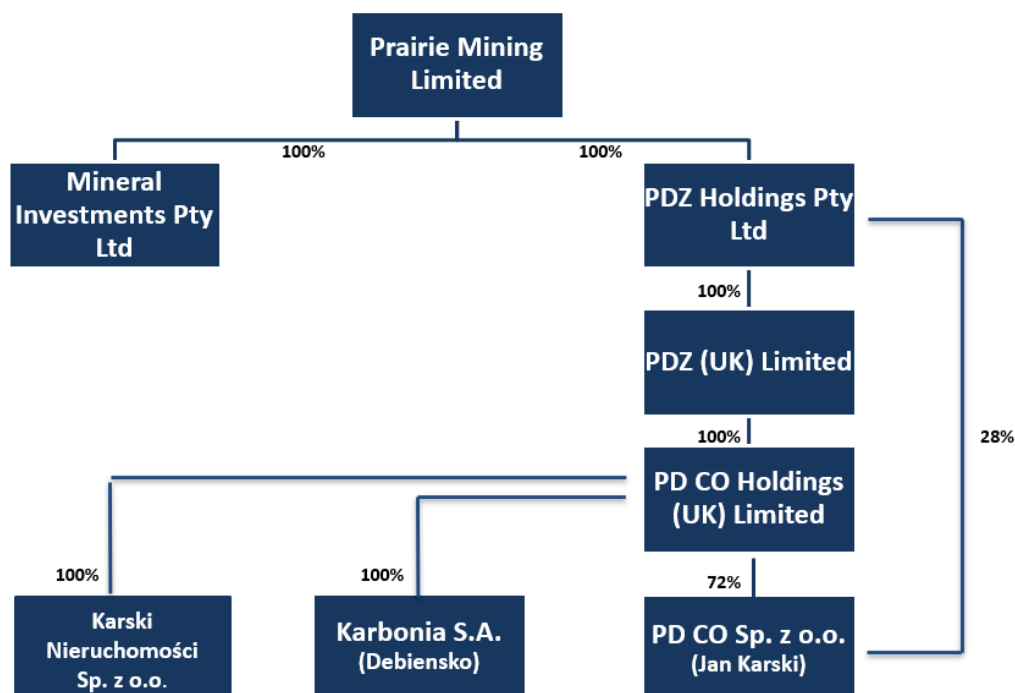 Prairie Mining
Limited
100%
100%
Mineral
Investments Pty
Ltd
PDZ Holdings Pty
Ltd
100%
PDZ (UK) Limited
100%
28%
PD CO Holdings
(UK) Limited
100%
100%
72%
Karski
Nieruchomości
Sp. z o.o.
Karbonia S.A.
(Debiensko)
PD CO Sp. z o.o.
(Jan Karski)